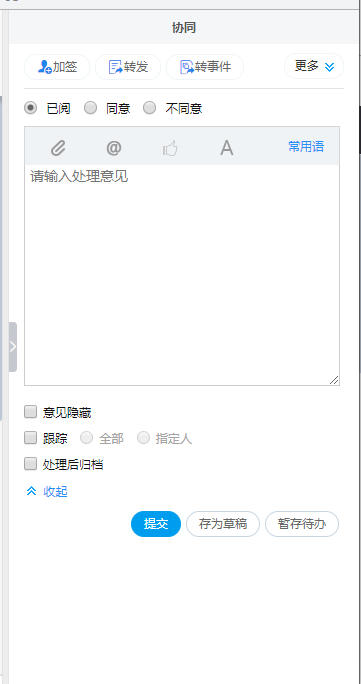 协同
加签 转发 转事件 更多
已阅 同意 不同意
@ A 常用语
请输入处理意见
意见隐藏
跟踪 全部 指定人
处理后归档
收起
提交 存为草稿 暂存待办